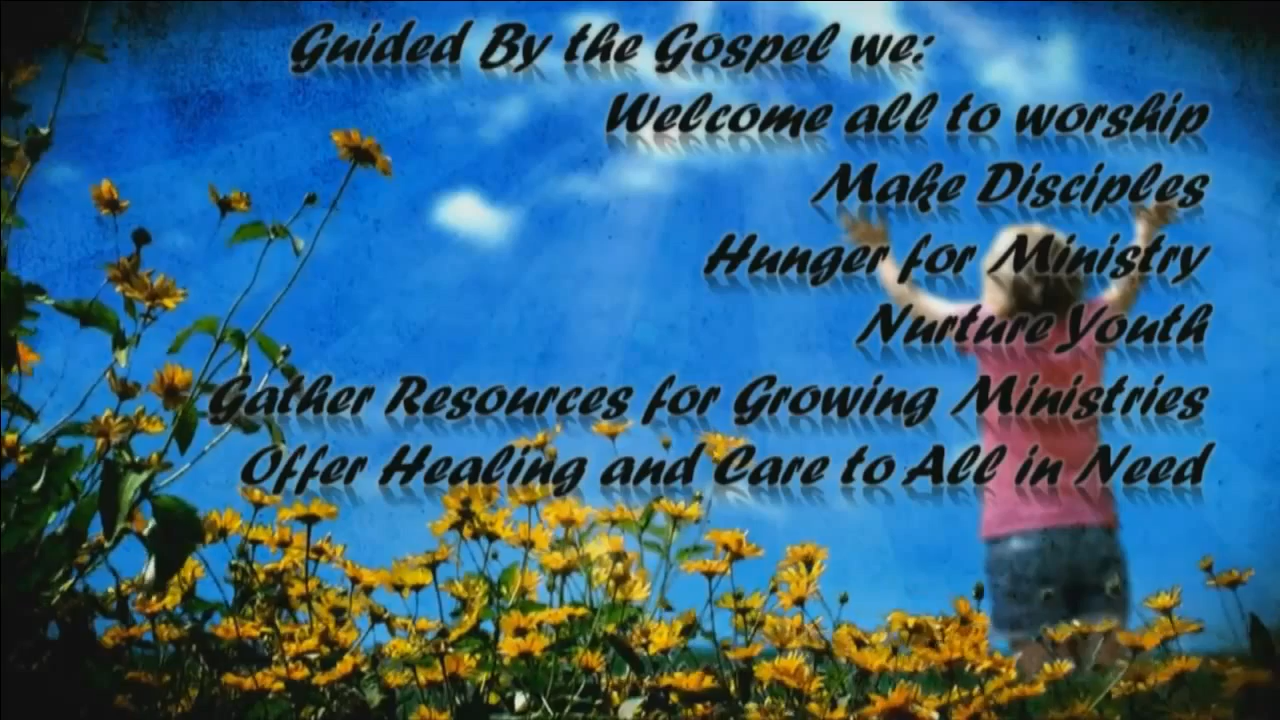 Guided By the Gospel we:
Welcome all to worship
Make Disciples
Hunger for Ministry
Nurture Youth
Gather Resources for Growing Ministries
Offer Healing and Care to All in Need